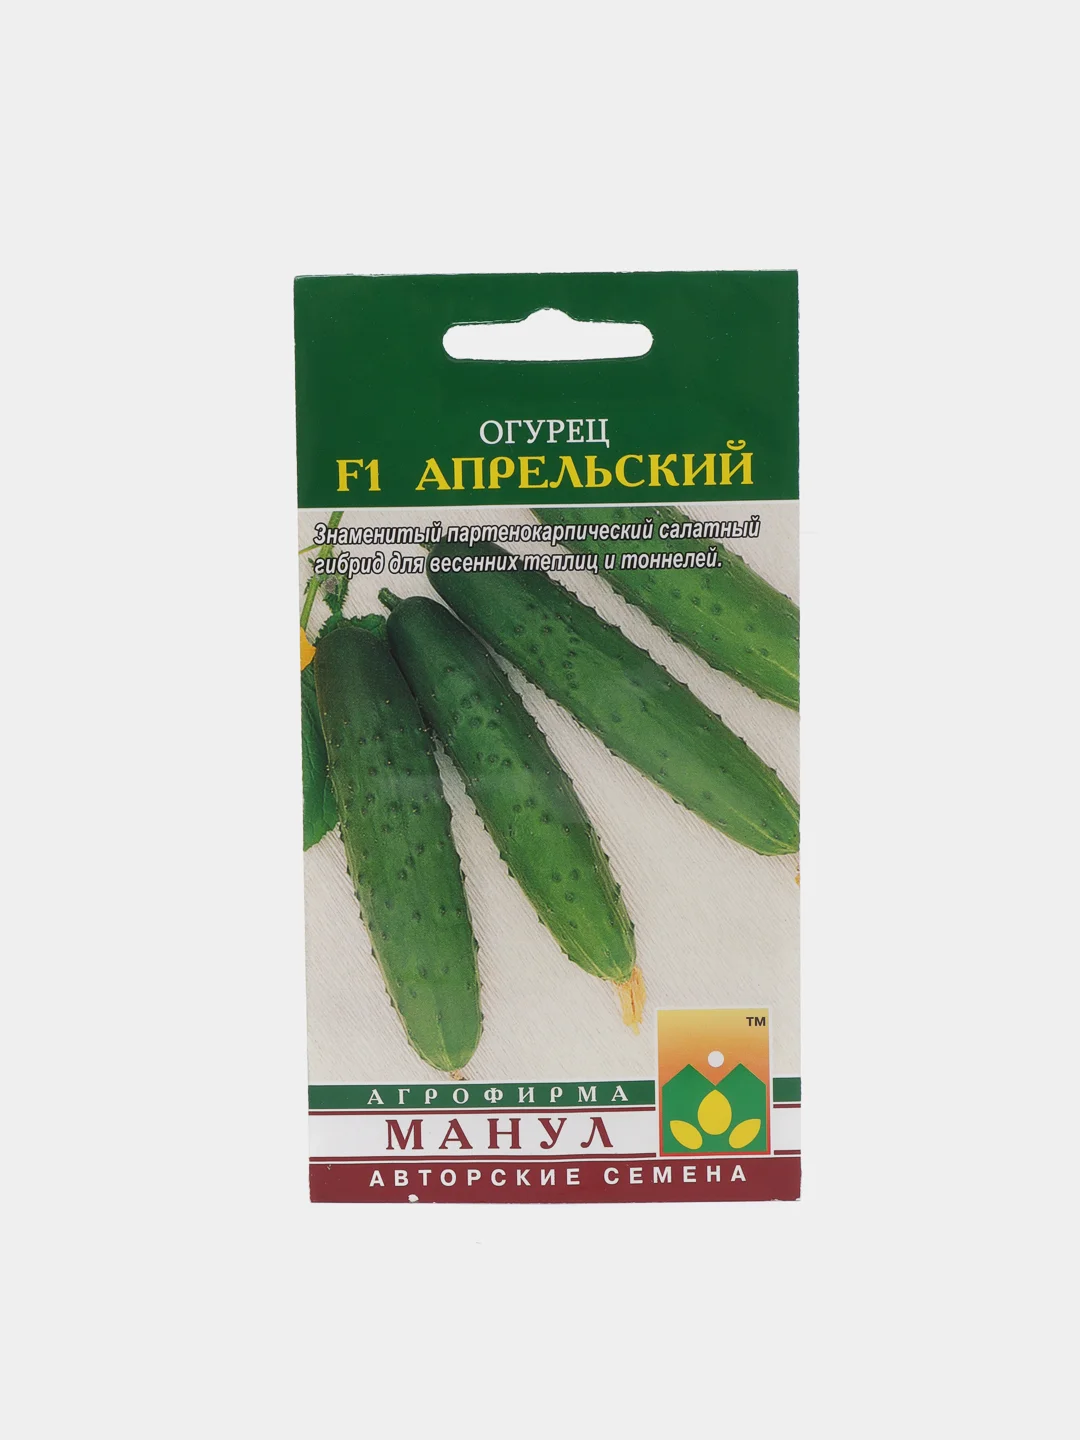 ОГУРЕЦ
F1 АПРЕЛЬСКИЙ
Знаменитый партенокарпический салатный
гибрид для весенних теплиц и тоннелей.
TM
АГРОФИРМА
МАНУЛ
АВТОРСКИЕ СЕМЕНА